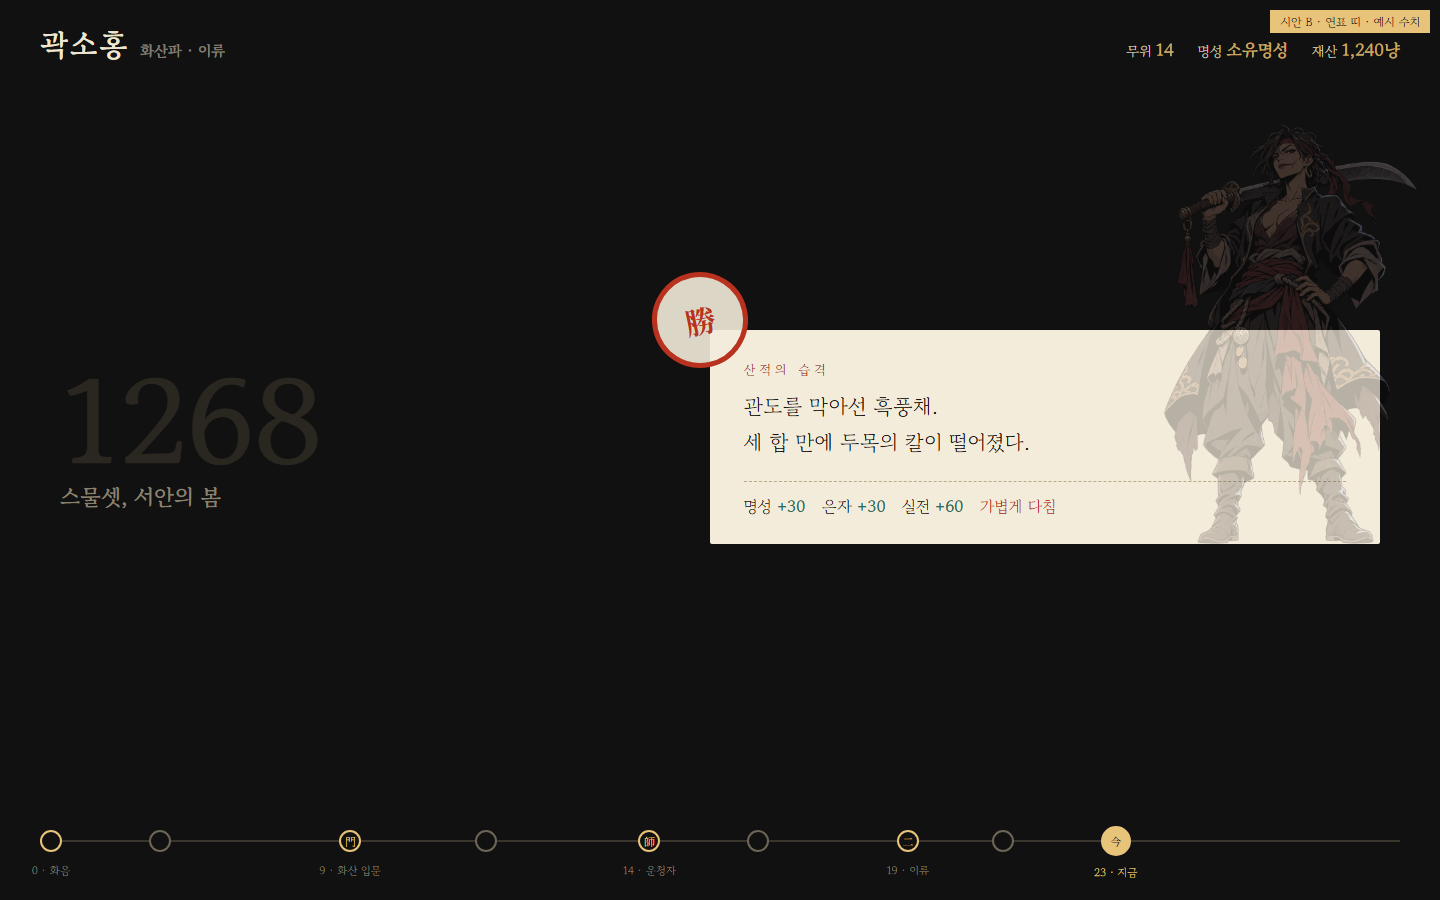 시안 B · 연표 띠 · 예시 수치
곽소홍 화산파 · 이류
무위 14 명성 소유명성 재산 1,240냥
勝
산적의 습격
관도를 막아선 흑풍채.
세 합 만에 두목의 칼이 떨어졌다.
명성 +30 은자 +30 실전 +60 가볍게 다침
1268
스물셋, 서안의 봄
門 師 二 今
0 · 화음 9 · 화산 입문 14 · 운청자 19 · 이류 23 · 지금